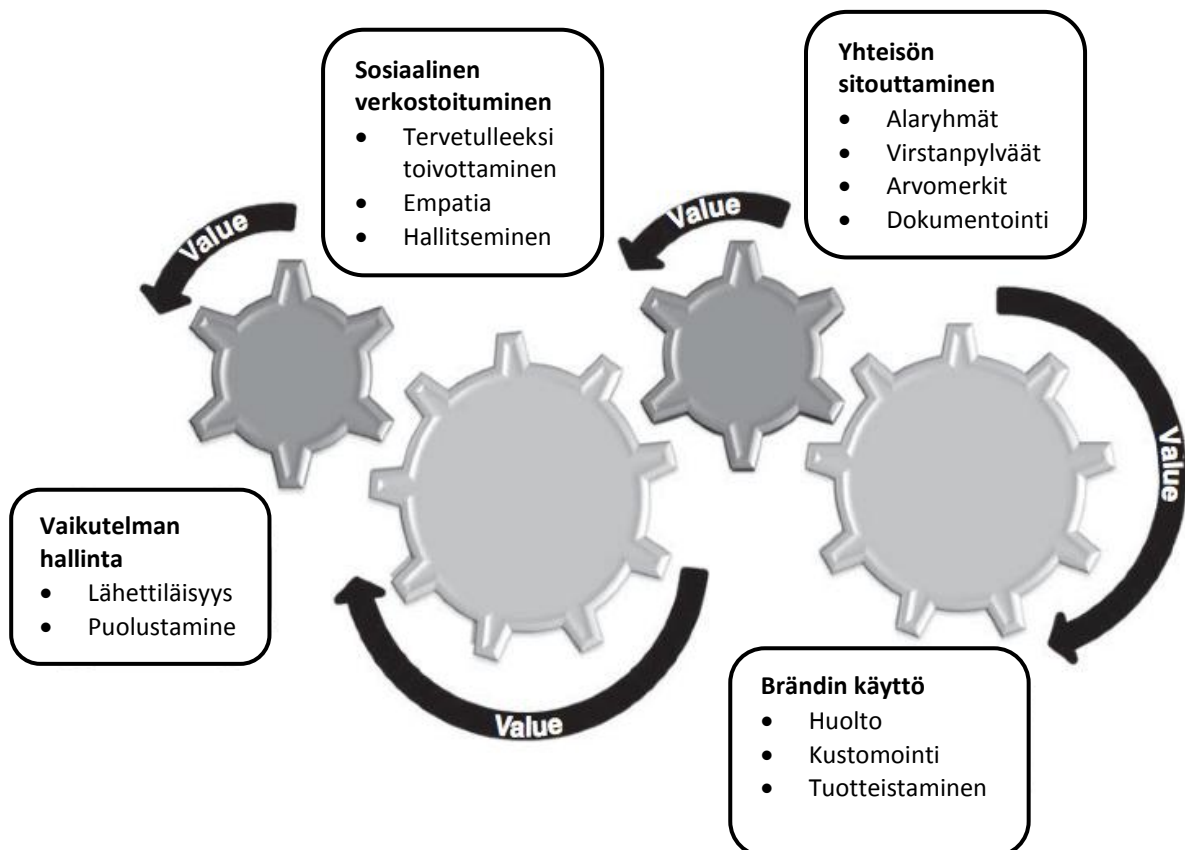 Sosiaalinen
verkostoituminen
• Tervetulleeksi
toivottaminen
• Empatia
• Hallitseminen
Yhteisön
sitouttaminen
• Alaryhmät
• Virstanpylväät
• Arvomerkit
• Dokumentointi
Value
Value
Value
Vaikutelman
hallinta
• Lähettiläisyys
• Puolustamine
Value
Brändin käyttö
• Huolto
• Kustomointi
• Tuotteistaminen